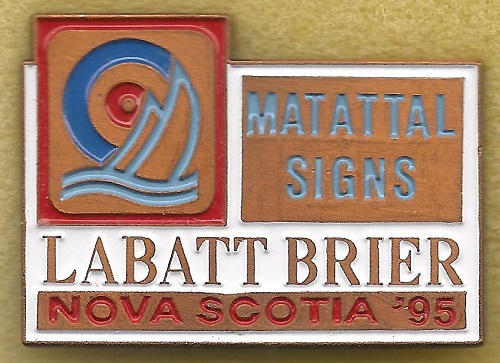 MATATTAL
SIGNS
LABATT BRIER
NOVA SCOTIA '95